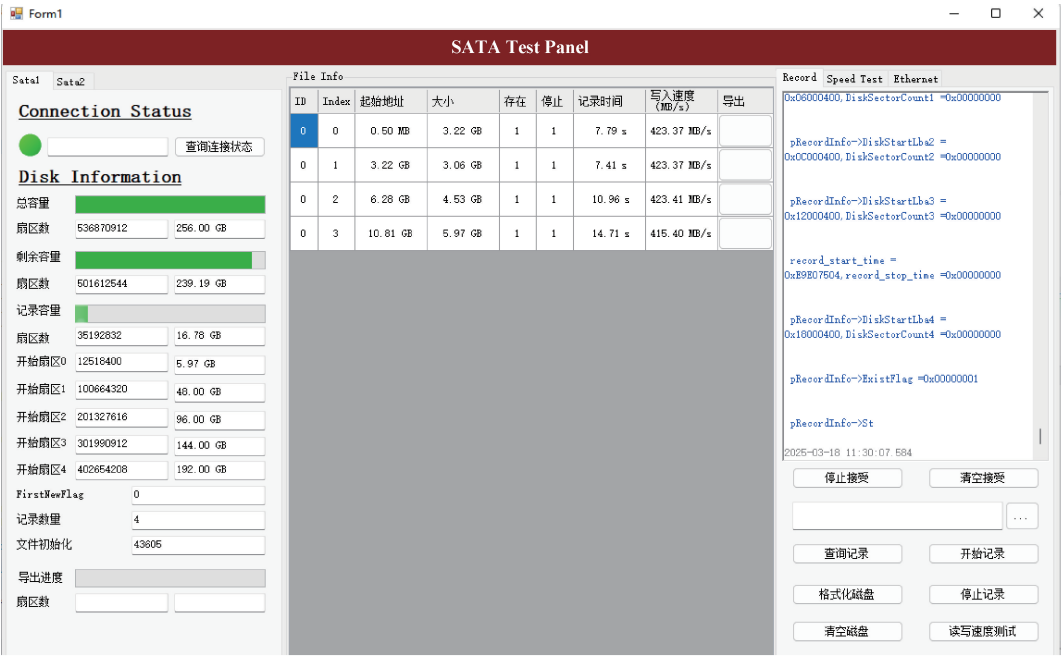 Form1
SATA Test Panel
Sata1 Sata2
Connection Status
查询连接状态
Disk Information
总容量
扇区数 536870912 256.00 GB
剩余容量
扇区数 501612544 239.19 GB
记录容量
扇区数 35192832 16.78 GB
开始扇区0 12518400 5.97 GB
开始扇区1 100664320 48.00 GB
开始扇区2 201327616 96.00 GB
开始扇区3 301990912 144.00 GB
开始扇区4 402654208 192.00 GB
FirstNewFlag 0
记录数量 4
文件初始化 43605
导出进度
扇区数
File Info
ID Index 起始地址 大小 存在 停止 记录时间 写入速度(MB/s) 导出
0 0 0.50 MB 3.22 GB 1 1 7.79 s 423.37 MB/s
0 1 3.22 GB 3.06 GB 1 1 7.41 s 423.37 MB/s
0 2 6.28 GB 4.53 GB 1 1 10.96 s 423.41 MB/s
0 3 10.81 GB 5.97 GB 1 1 14.71 s 415.40 MB/s
Record Speed Test Ethernet
0x06000400,DiskSectorCount1 =0x00000000
pRecordInfo->DiskStartLba2 =
0x0C000400,DiskSectorCount2 =0x00000000
pRecordInfo->DiskStartLba3 =
0x12000400,DiskSectorCount3 =0x00000000
record_start_time =
0xE9E07504,record_stop_time =0x00000000
pRecordInfo->DiskStartLba4 =
0x18000400,DiskSectorCount4 =0x00000000
pRecordInfo->ExistFlag =0x00000001
pRecordInfo->St
2025-03-18 11:30:07.584
停止接受 清空接受
...
查询记录 开始记录
格式化磁盘 停止记录
清空磁盘 读写速度测试